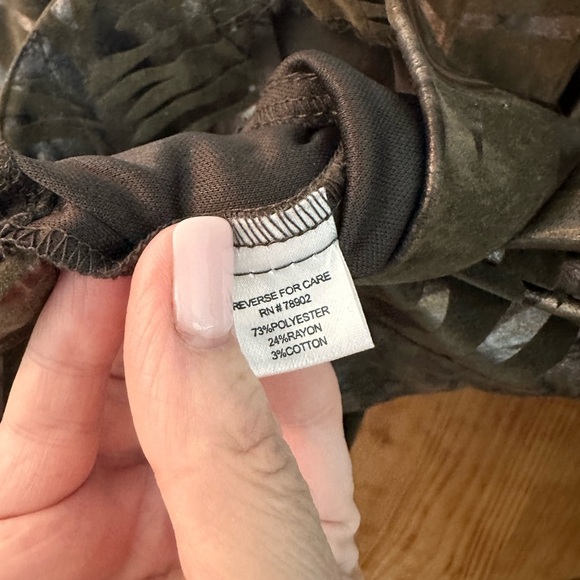 REVERSE FOR CARE
RN # 78902
73%POLYESTER
24%RAYON
3%COTTON